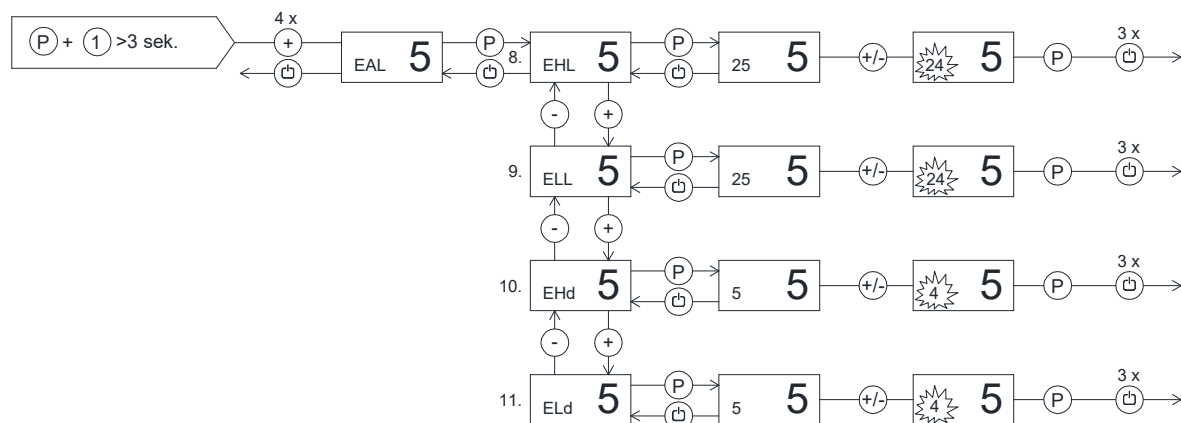 P + 1 >3 sek.
4 x
+
EAL 5
P
8.
EHL 5
P
25 5
+/-
24 5
P
3 x
- +
9.
ELL 5
P
25 5
+/-
24 5
P
3 x
- +
10.
EHd 5
P
5 5
+/-
4 5
P
3 x
- +
11.
ELd 5
P
5 5
+/-
4 5
P
3 x